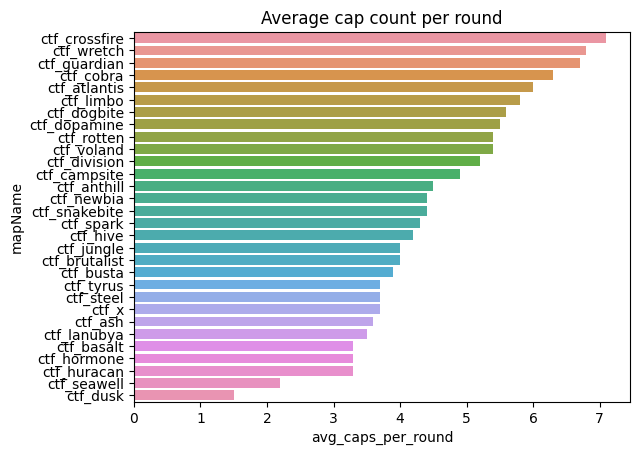 Average cap count per round
mapName
ctf_crossfire
ctf_wretch
ctf_guardian
ctf_cobra
ctf_atlantis
ctf_limbo
ctf_dogbite
ctf_dopamine
ctf_rotten
ctf_voland
ctf_division
ctf_campsite
ctf_anthill
ctf_newbia
ctf_snakebite
ctf_spark
ctf_hive
ctf_jungle
ctf_brutalist
ctf_busta
ctf_tyrus
ctf_steel
ctf_x
ctf_ash
ctf_lanubya
ctf_basalt
ctf_hormone
ctf_huracan
ctf_seawell
ctf_dusk
0 1 2 3 4 5 6 7
avg_caps_per_round